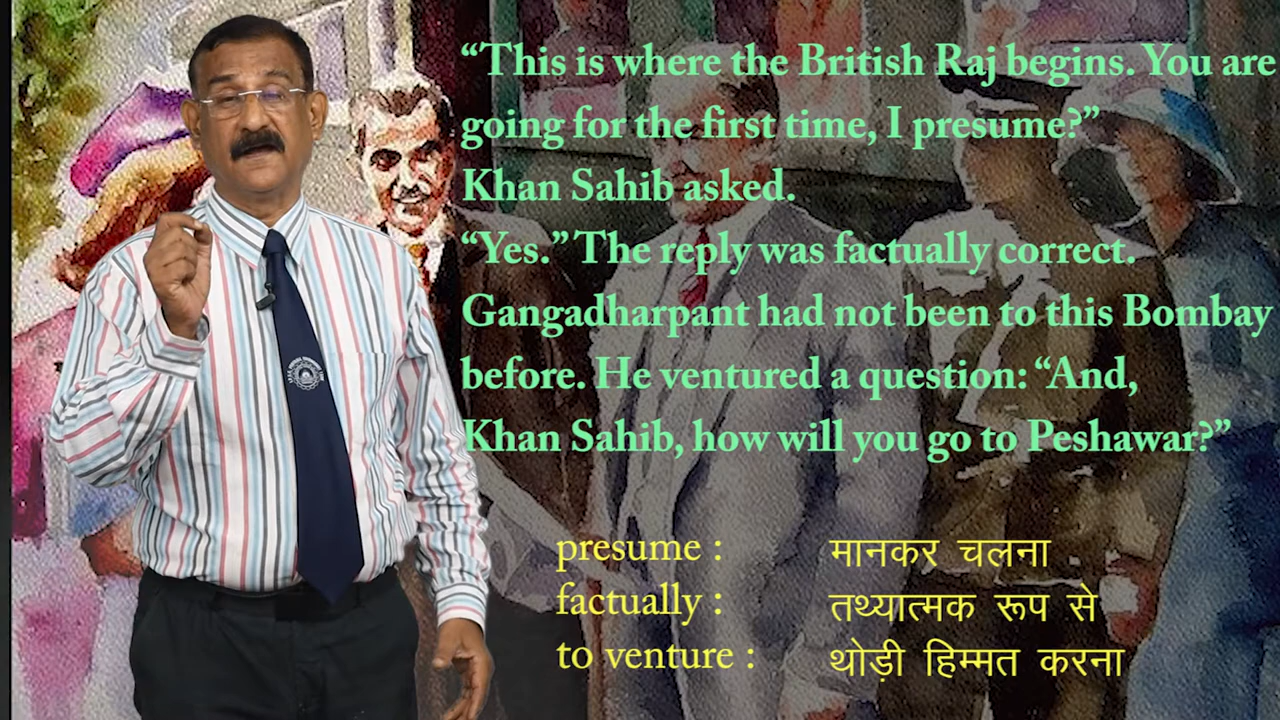 “This is where the British Raj begins. You are
going for the first time, I presume?”
Khan Sahib asked.
“Yes.” The reply was factually correct.
Gangadharpant had not been to this Bombay
before. He ventured a question: “And,
Khan Sahib, how will you go to Peshawar?”
presume : मानकर चलना
factually : तथ्यात्मक रूप से
to venture : थोड़ी हिम्मत करना